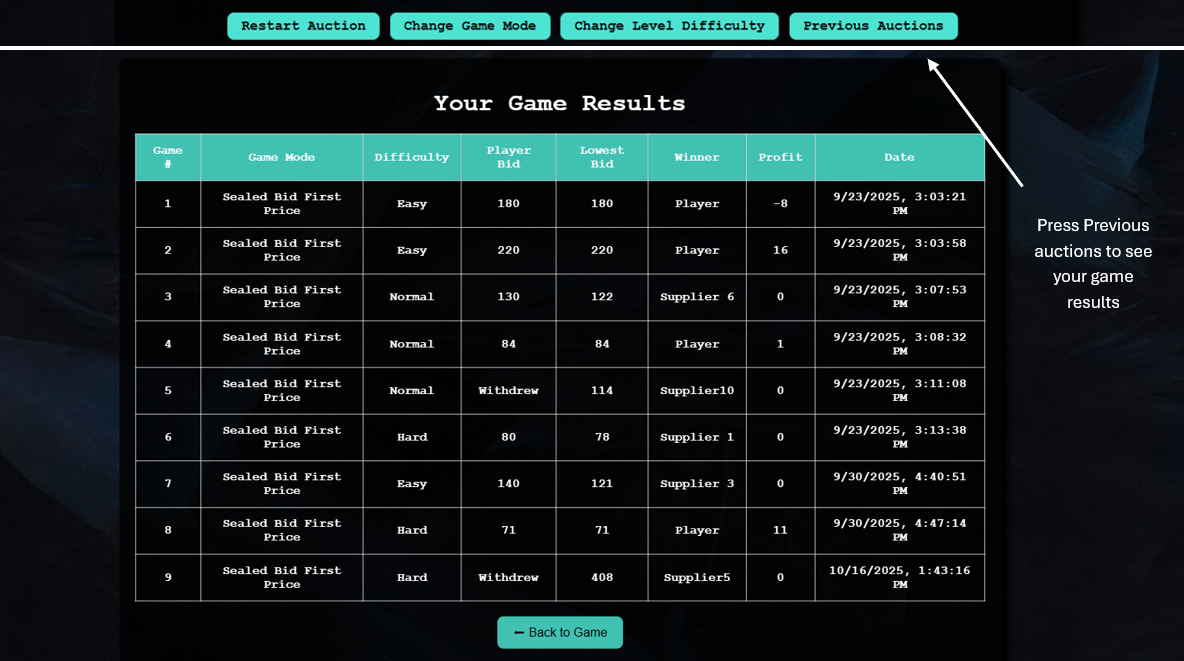 Restart Auction Change Game Mode Change Level Difficulty Previous Auctions
Your Game Results
Game # Game Mode Difficulty Player Bid Lowest Bid Winner Profit Date
1 Sealed Bid First Price Easy 180 180 Player -8 9/23/2025, 3:03:21 PM
2 Sealed Bid First Price Easy 220 220 Player 16 9/23/2025, 3:03:58 PM
3 Sealed Bid First Price Normal 130 122 Supplier 6 0 9/23/2025, 3:07:53 PM
4 Sealed Bid First Price Normal 84 84 Player 1 9/23/2025, 3:08:32 PM
5 Sealed Bid First Price Normal Withdrew 114 Supplier10 0 9/23/2025, 3:11:08 PM
6 Sealed Bid First Price Hard 80 78 Supplier 1 0 9/23/2025, 3:13:38 PM
7 Sealed Bid First Price Easy 140 121 Supplier 3 0 9/30/2025, 4:40:51 PM
8 Sealed Bid First Price Hard 71 71 Player 11 9/30/2025, 4:47:14 PM
9 Sealed Bid First Price Hard Withdrew 408 Supplier5 0 10/16/2025, 1:43:16 PM
← Back to Game
Press Previous
auctions to see
your game
results